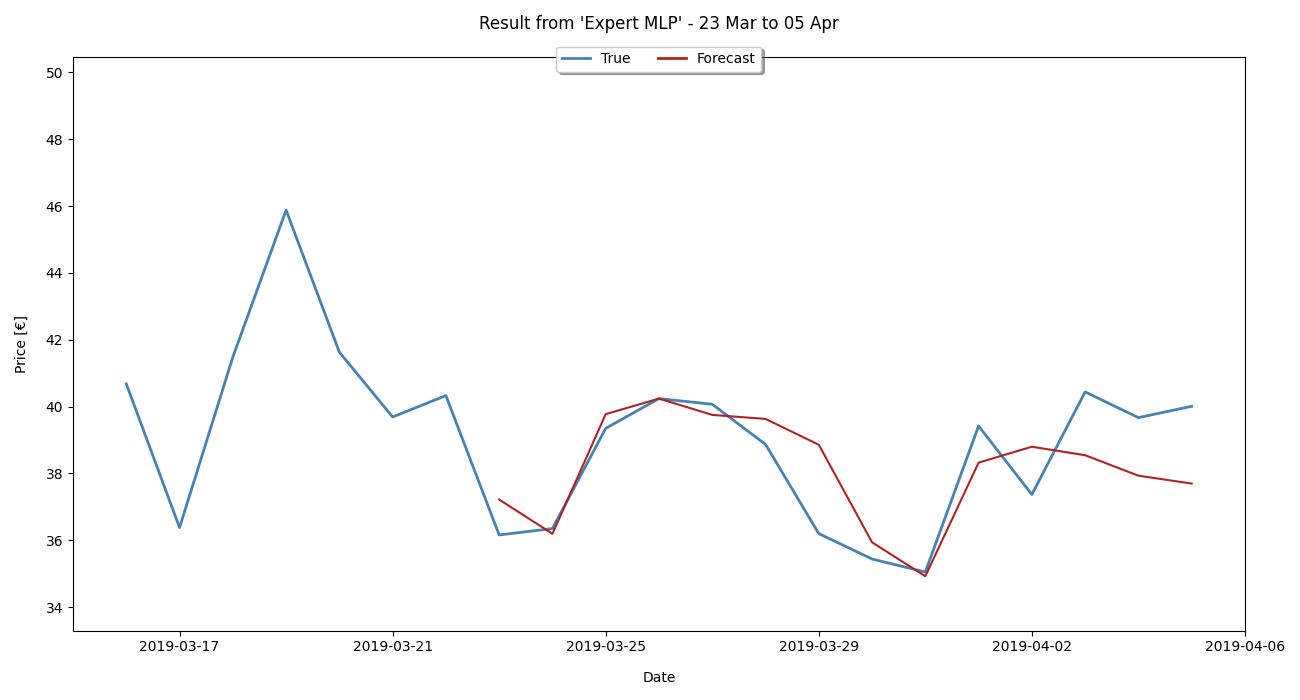 Result from 'Expert MLP' - 23 Mar to 05 Apr
True Forecast
50
48
46
44
42
40
38
36
34
Price [€]
2019-03-17 2019-03-21 2019-03-25 2019-03-29 2019-04-02 2019-04-06
Date